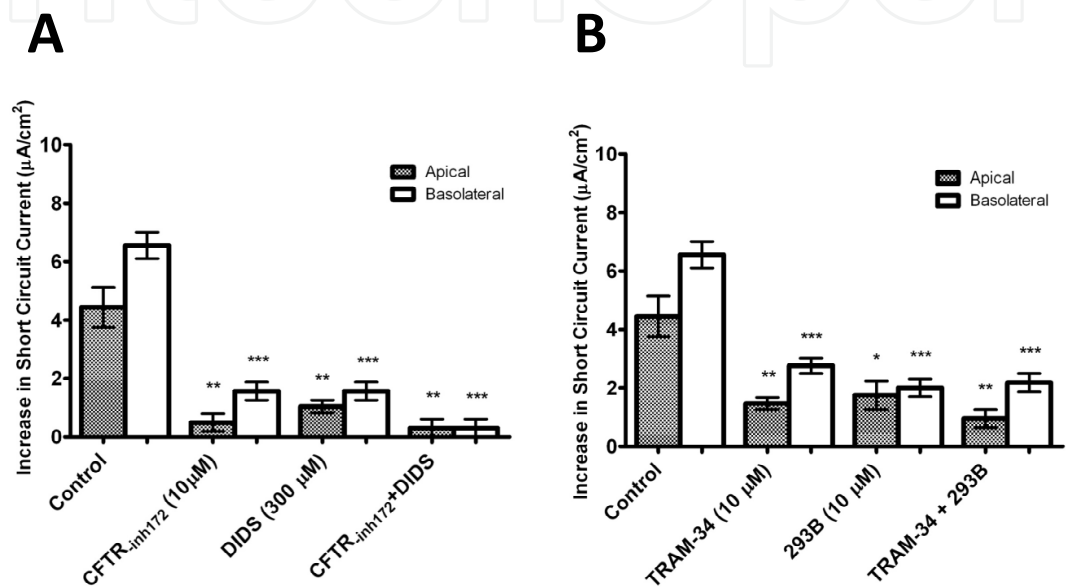 A
Increase in Short Circuit Current (μA/cm²)
10
8
6
4
2
0
Apical
Basolateral
** *** ** *** ** ***
Control
CFTR-inh172 (10μM)
DIDS (300 μM)
CFTR-inh172+DIDS
B
Increase in Short Circuit Current (μA/cm²)
10
8
6
4
2
0
Apical
Basolateral
** *** * *** ** ***
Control
TRAM-34 (10 μM)
293B (10 μM)
TRAM-34 + 293B